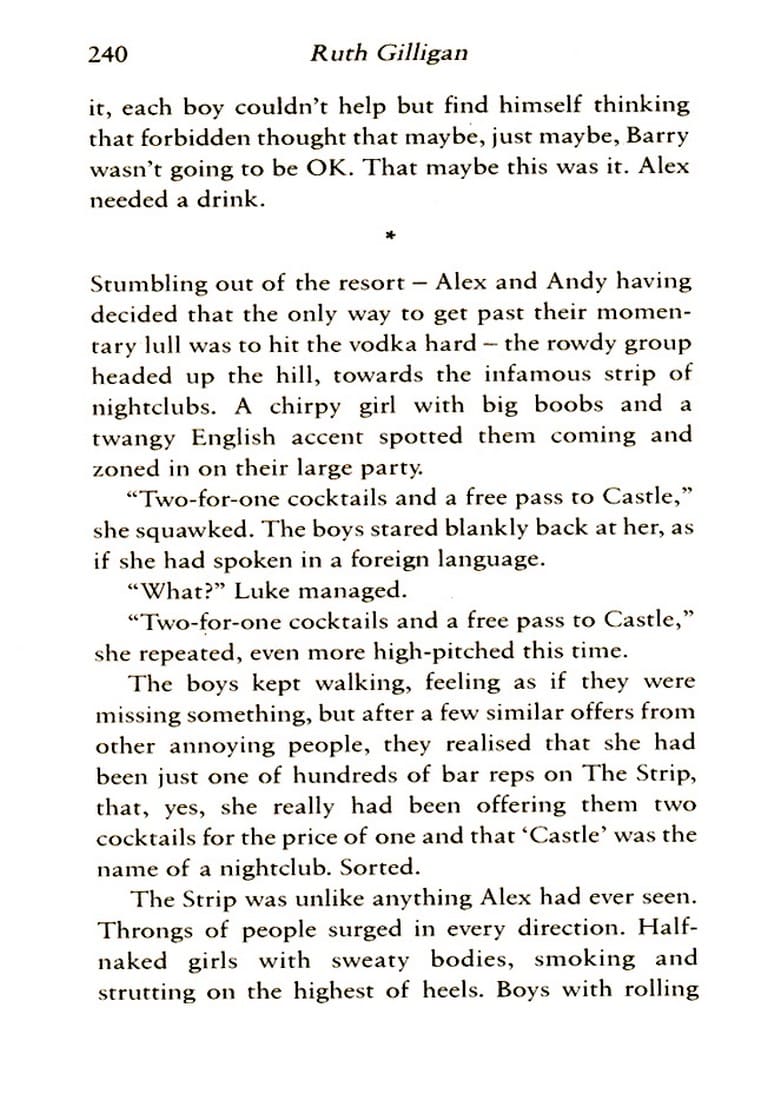 240 Ruth Gilligan
it, each boy couldn't help but find himself thinking
that forbidden thought that maybe, just maybe, Barry
wasn't going to be OK. That maybe this was it. Alex
needed a drink.
*
Stumbling out of the resort – Alex and Andy having
decided that the only way to get past their momen-
tary lull was to hit the vodka hard – the rowdy group
headed up the hill, towards the infamous strip of
nightclubs. A chirpy girl with big boobs and a
twangy English accent spotted them coming and
zoned in on their large party.
“Two-for-one cocktails and a free pass to Castle,”
she squawked. The boys stared blankly back at her, as
if she had spoken in a foreign language.
“What?” Luke managed.
“Two-for-one cocktails and a free pass to Castle,”
she repeated, even more high-pitched this time.
The boys kept walking, feeling as if they were
missing something, but after a few similar offers from
other annoying people, they realised that she had
been just one of hundreds of bar reps on The Strip,
that, yes, she really had been offering them two
cocktails for the price of one and that ‘Castle’ was the
name of a nightclub. Sorted.
The Strip was unlike anything Alex had ever seen.
Throngs of people surged in every direction. Half-
naked girls with sweaty bodies, smoking and
strutting on the highest of heels. Boys with rolling